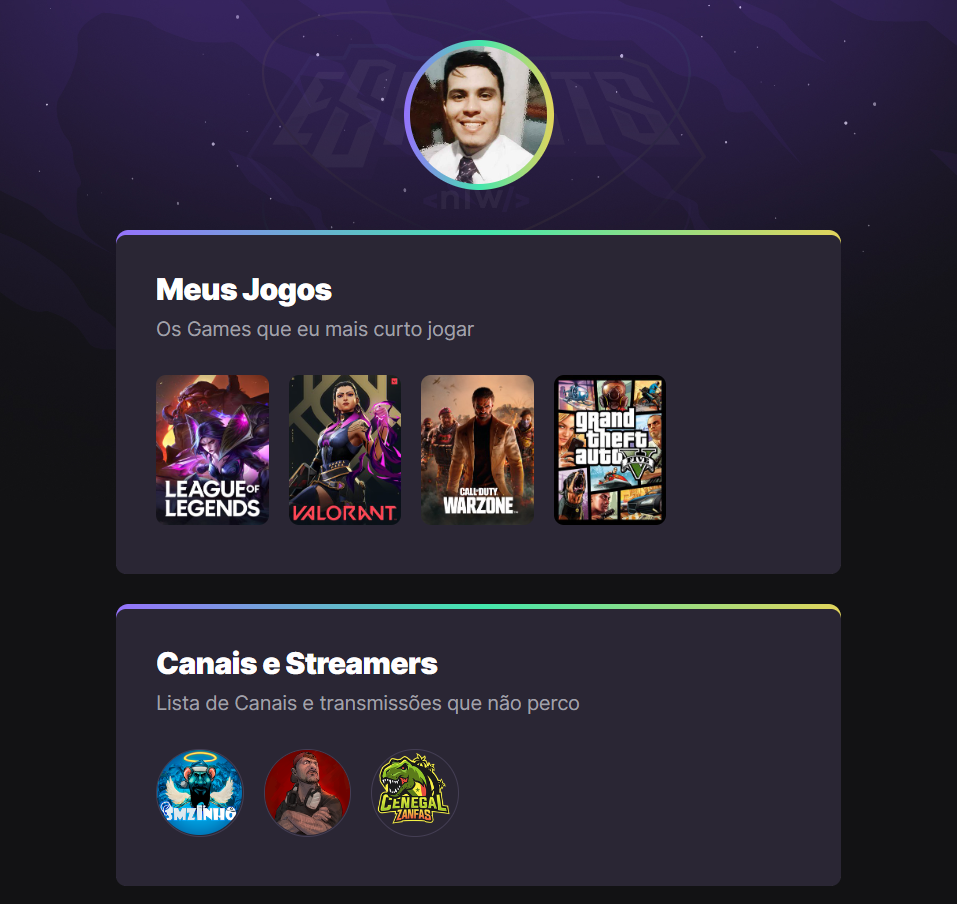 ESPORTS
<nlw/>
Meus Jogos
Os Games que eu mais curto jogar
LEAGUE OF
LEGENDS
VALORANT
CALL OF DUTY
WARZONE
grand
theft
auto
FIVE
Canais e Streamers
Lista de Canais e transmissões que não perco
SMZINHO
CENEGAL
ZANFAS